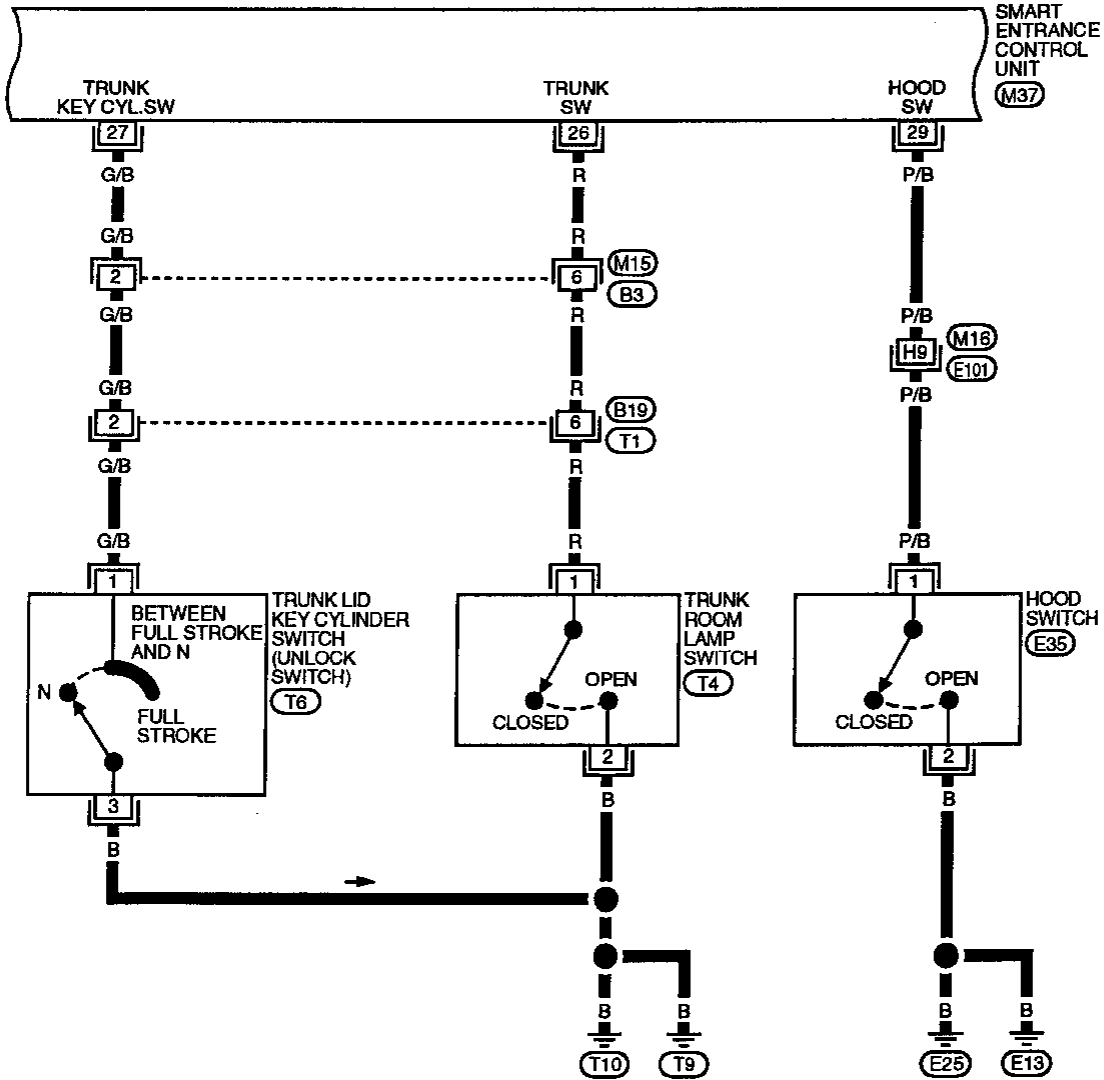 SMART
ENTRANCE
CONTROL
UNIT
M37
TRUNK
KEY CYL.SW
TRUNK
SW
HOOD
SW
27
26
29
G/B
R
P/B
G/B
R
2
6
M15
B3
G/B
R
P/B
H9
M16
E101
G/B
R
P/B
2
6
B19
T1
G/B
R
G/B
R
P/B
1
1
1
BETWEEN
FULL STROKE
AND N
N
FULL
STROKE
TRUNK LID
KEY CYLINDER
SWITCH
(UNLOCK
SWITCH)
T6
OPEN
CLOSED
TRUNK
ROOM
LAMP
SWITCH
T4
OPEN
CLOSED
HOOD
SWITCH
E35
3
2
2
B
B
B
B
B
B
B
T10
T9
E25
E13